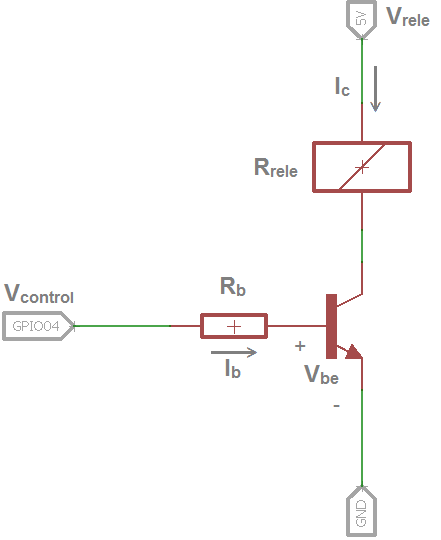 5V
Vrele
Ic
Rrele
Vcontrol
Rb
GPIO04
Ib
+
Vbe
-
GND